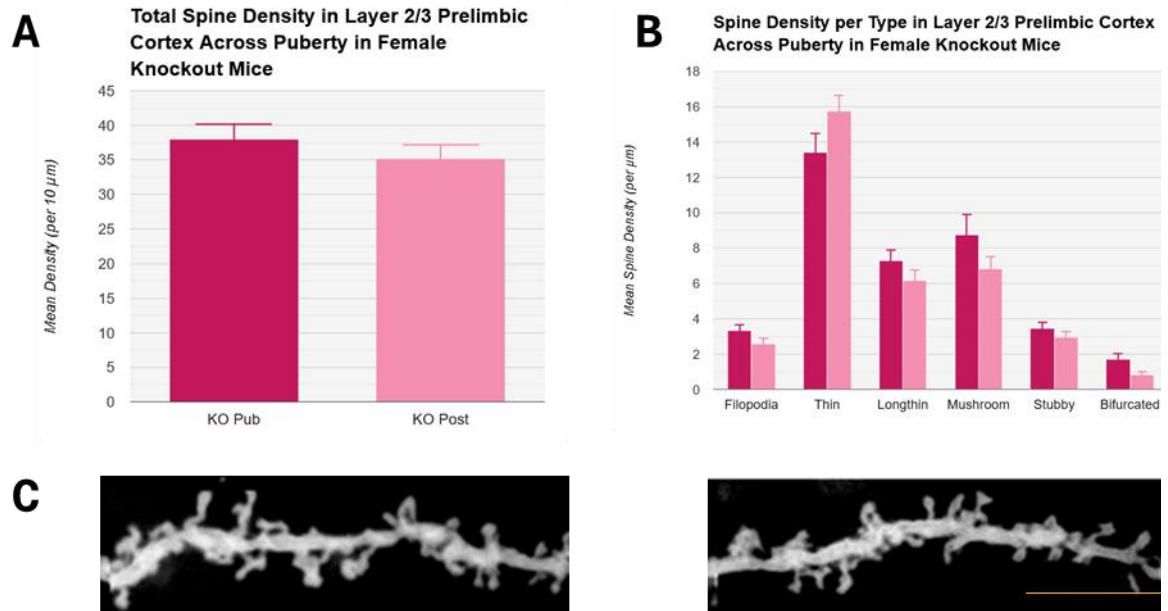 A
Total Spine Density in Layer 2/3 Prelimbic
Cortex Across Puberty in Female
Knockout Mice
Mean Density (per 10 µm)
45
40
35
30
25
20
15
10
5
0
KO Pub
KO Post
B
Spine Density per Type in Layer 2/3 Prelimbic Cortex
Across Puberty in Female Knockout Mice
Mean Spine Density (per µm)
18
16
14
12
10
8
6
4
2
0
Filopodia
Thin
Longthin
Mushroom
Stubby
Bifurcated
C